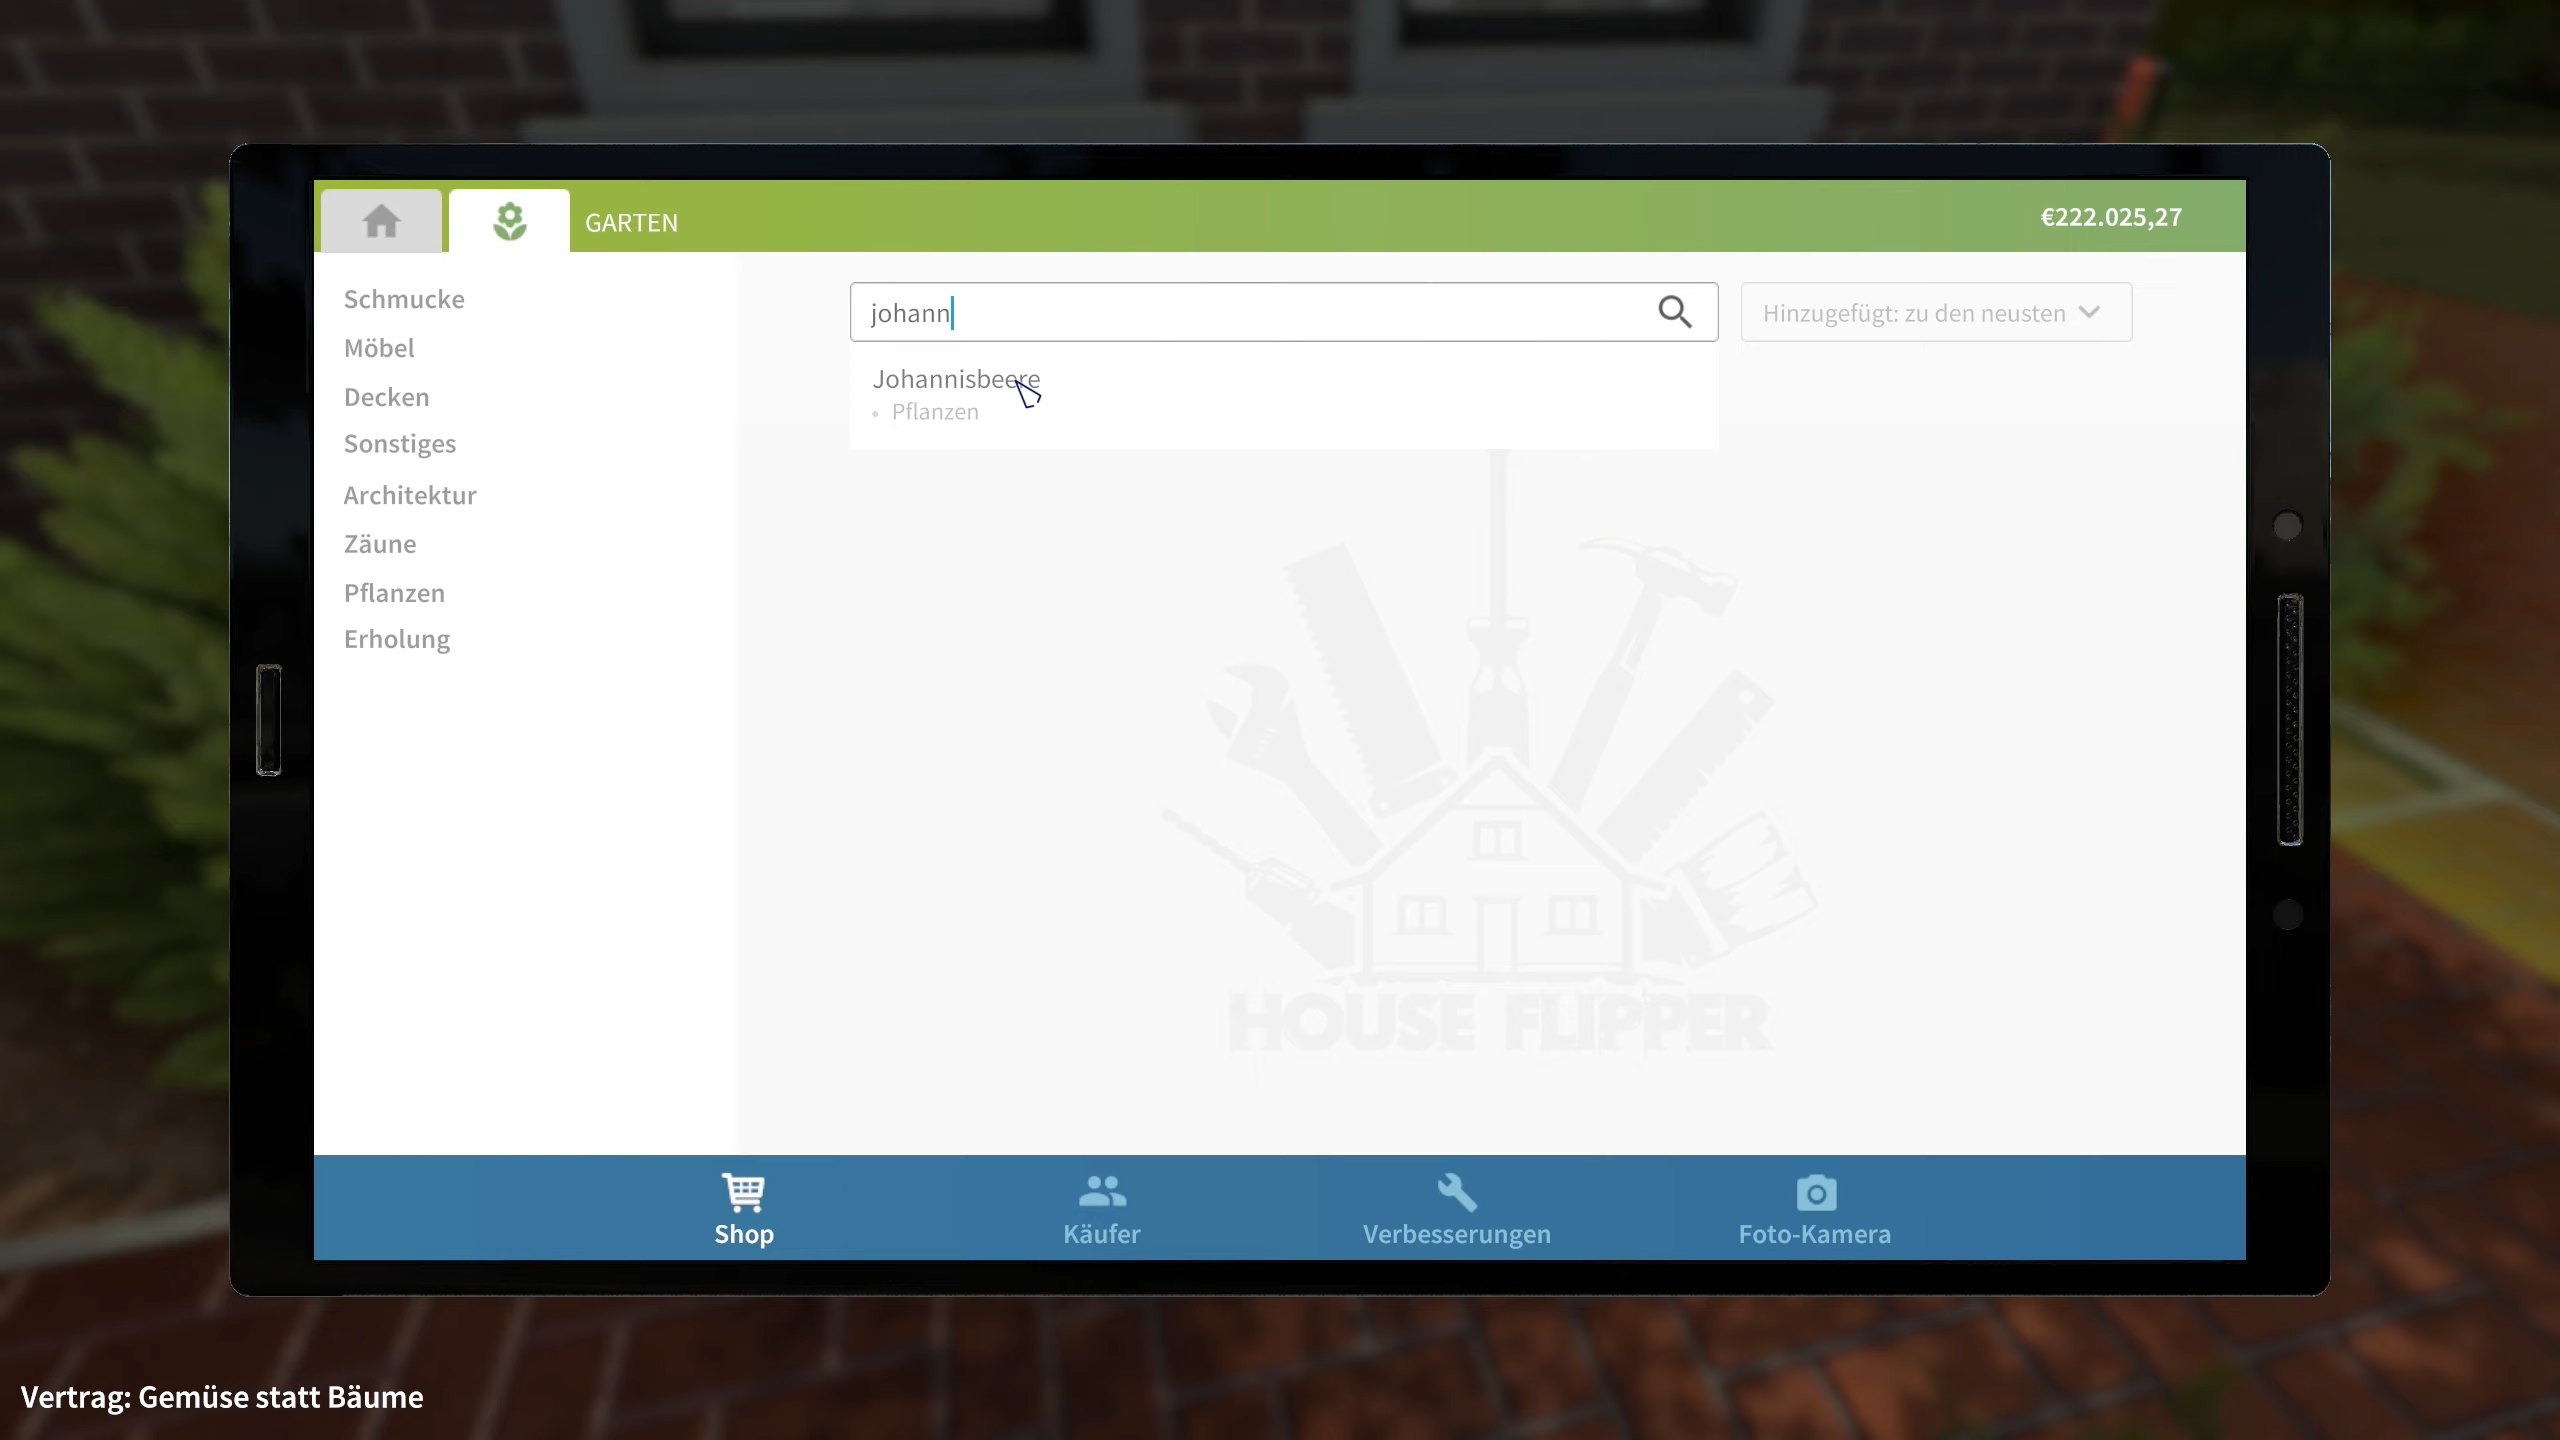 GARTEN
€222.025,27
Schmucke
Möbel
Decken
Sonstiges
Architektur
Zäune
Pflanzen
Erholung
johann
Hinzugefügt: zu den neusten
Johannisbeere
• Pflanzen
HOUSE FLIPPER
Shop
Käufer
Verbesserungen
Foto-Kamera
Vertrag: Gemüse statt Bäume